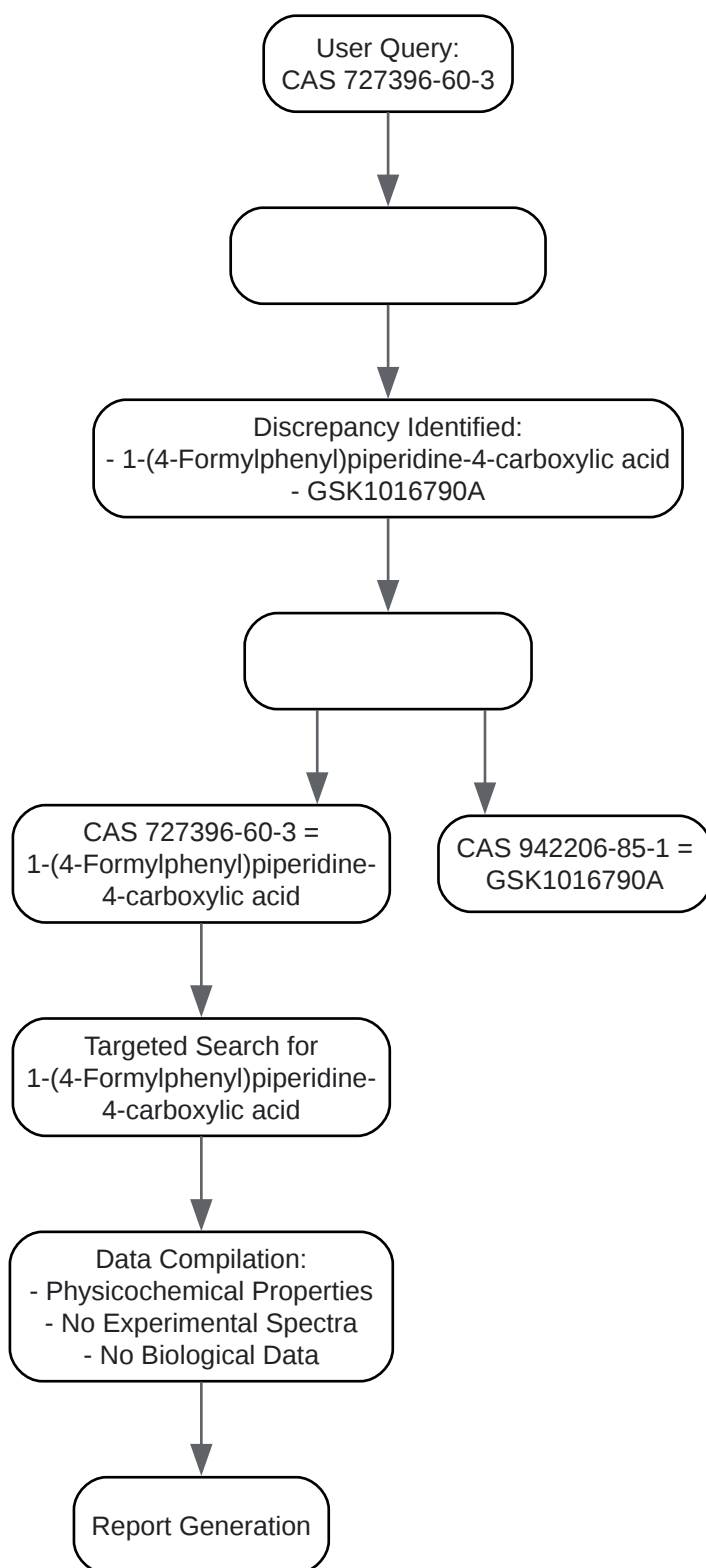 User Query:
CAS 727396-60-3
Discrepancy Identified:
- 1-(4-Formylphenyl)piperidine-4-carboxylic acid
- GSK1016790A
CAS 727396-60-3 =
1-(4-Formylphenyl)piperidine-
4-carboxylic acid
CAS 942206-85-1 =
GSK1016790A
Targeted Search for
1-(4-Formylphenyl)piperidine-
4-carboxylic acid
Data Compilation:
- Physicochemical Properties
- No Experimental Spectra
- No Biological Data
Report Generation